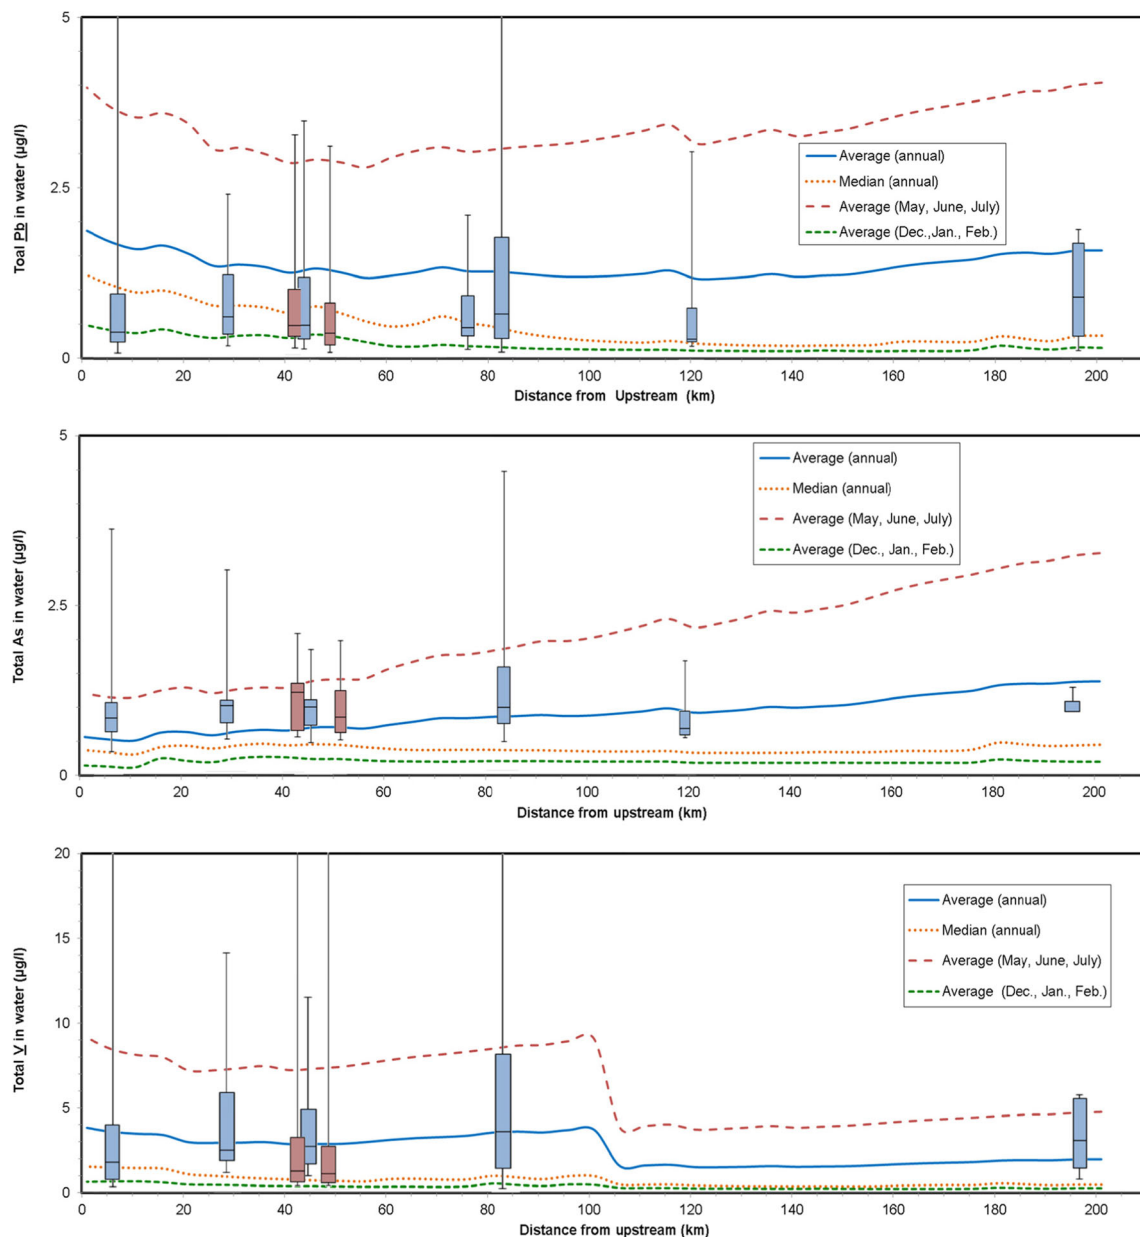 5
2.5
0
Toal Pb in water (µg/l)
Average (annual)
Median (annual)
Average (May, June, July)
Average (Dec.,Jan., Feb.)
0 20 40 60 80 100 120 140 160 180 200
Distance from Upstream (km)
5
2.5
0
Total As in water (µg/l)
Average (annual)
Median (annual)
Average (May, June, July)
Average (Dec., Jan., Feb.)
0 20 40 60 80 100 120 140 160 180 200
Distance from upstream (km)
20
15
10
5
0
Total V in water (µg/l)
Average (annual)
Median (annual)
Average (May, June, July)
Average (Dec., Jan., Feb.)
0 20 40 60 80 100 120 140 160 180 200
Distance from upstream (km)